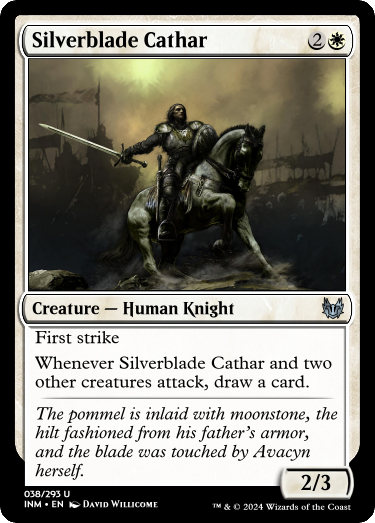 Silverblade Cathar 2
Creature — Human Knight
First strike
Whenever Silverblade Cathar and two
other creatures attack, draw a card.
The pommel is inlaid with moonstone, the
hilt fashioned from his father's armor,
and the blade was touched by Avacyn
herself.
2/3
038/293 U
INM • EN David Willicome
™ & © 2024 Wizards of the Coast